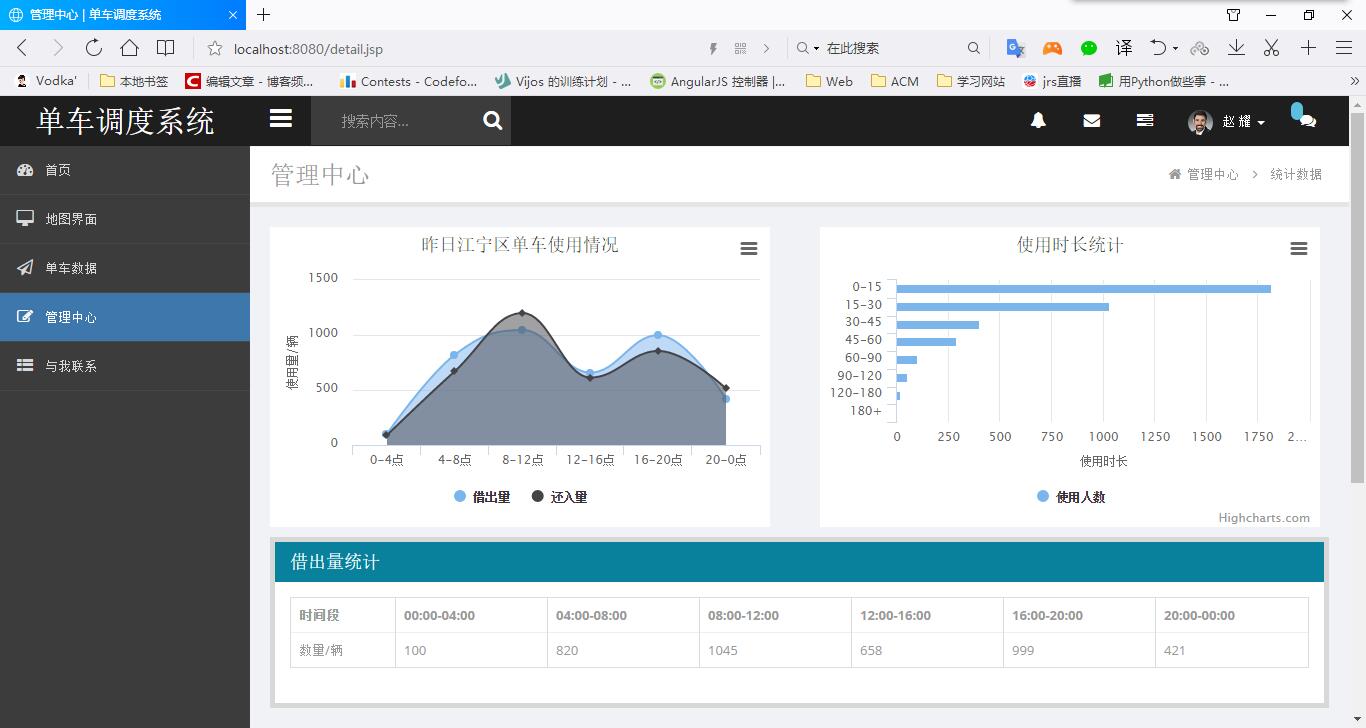 管理中心 | 单车调度系统
localhost:8080/detail.jsp
在此搜索
译
Vodka'
本地书签
编辑文章 - 博客频...
Contests - Codefo...
Vijos 的训练计划 - ...
AngularJS 控制器 |...
Web
ACM
学习网站
jrs直播
用Python做些事 - ...
单车调度系统
搜索内容...
赵 耀
首页
地图界面
单车数据
管理中心
与我联系
管理中心
管理中心 > 统计数据
昨日江宁区单车使用情况
使用量/辆
1500
1000
500
0
0-4点 4-8点 8-12点 12-16点 16-20点 20-0点
借出量 还入量
使用时长统计
0-15
15-30
30-45
45-60
60-90
90-120
120-180
180+
0 250 500 750 1000 1250 1500 1750 2...
使用时长
使用人数
Highcharts.com
借出量统计
时间段 00:00-04:00 04:00-08:00 08:00-12:00 12:00-16:00 16:00-20:00 20:00-00:00
数量/辆 100 820 1045 658 999 421